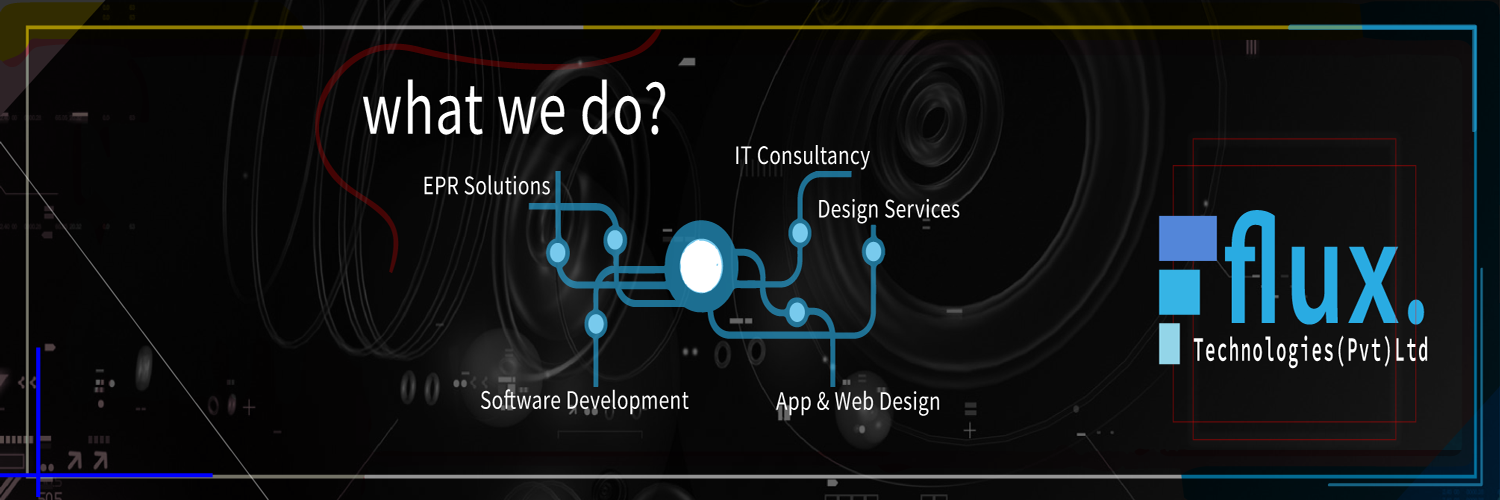 what we do?
IT Consultancy
EPR Solutions
Design Services
flux.
Technologies(Pvt)Ltd
Software Development
App & Web Design